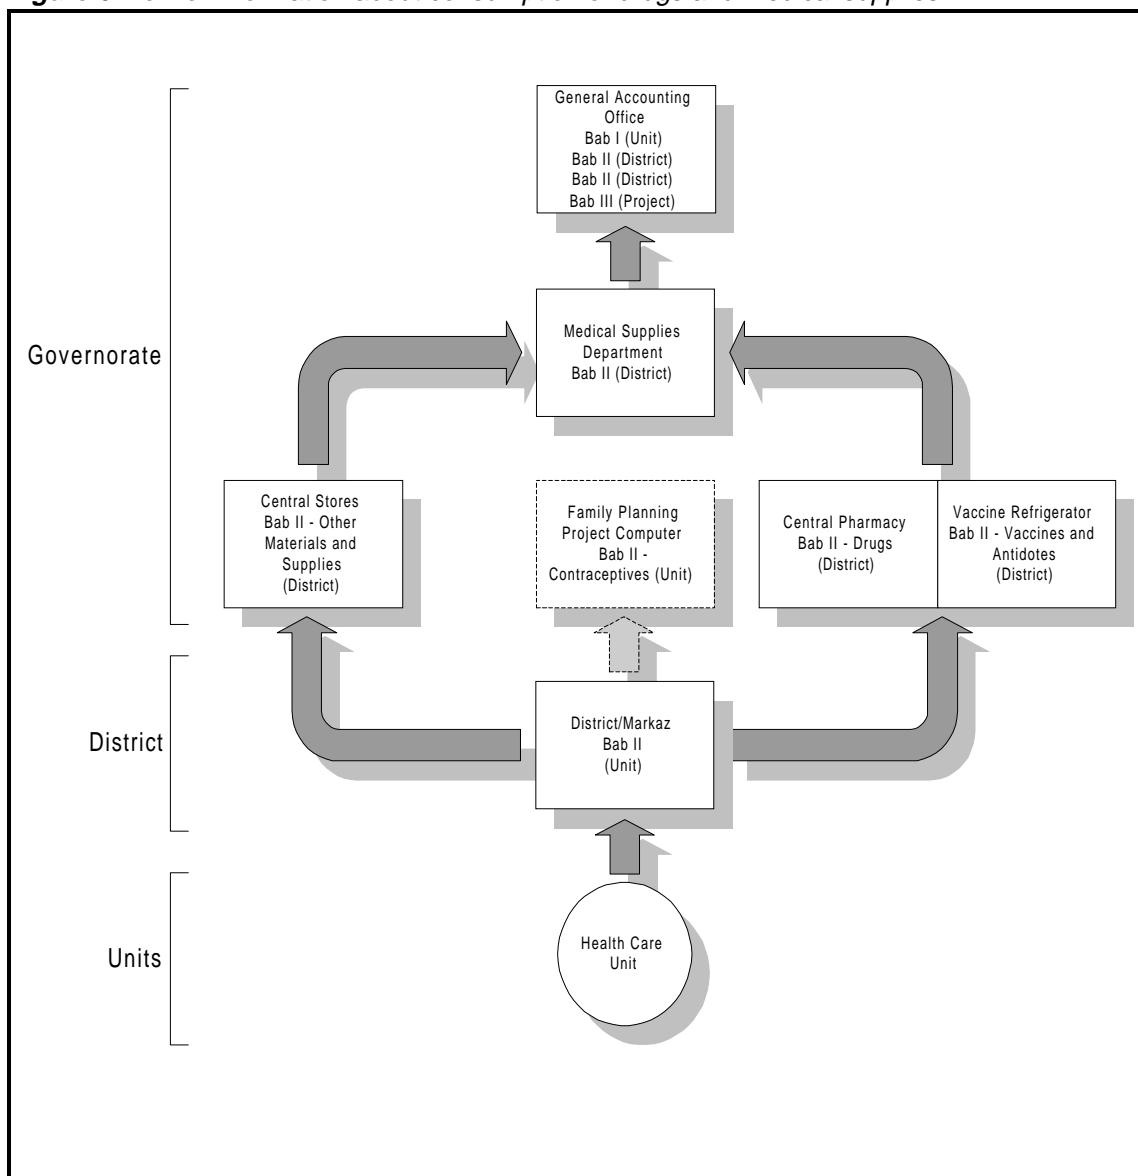 General Accounting
Office
Bab I (Unit)
Bab II (District)
Bab II (District)
Bab III (Project)
Governorate
Medical Supplies
Department
Bab II (District)
Central Stores
Bab II - Other
Materials and
Supplies
(District)
Family Planning
Project Computer
Bab II -
Contraceptives (Unit)
Central Pharmacy
Bab II - Drugs
(District)
Vaccine Refrigerator
Bab II - Vaccines and
Antidotes
(District)
District
District/Markaz
Bab II
(Unit)
Units
Health Care
Unit